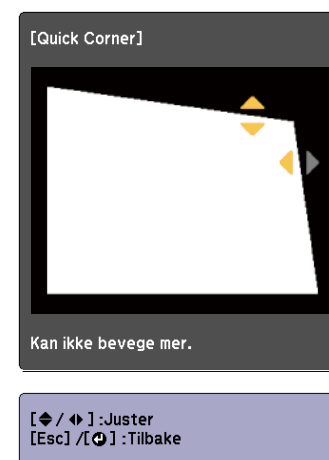 [Quick Corner]
Kan ikke bevege mer.
[ / ] :Juster
[Esc] /[ ] :Tilbake